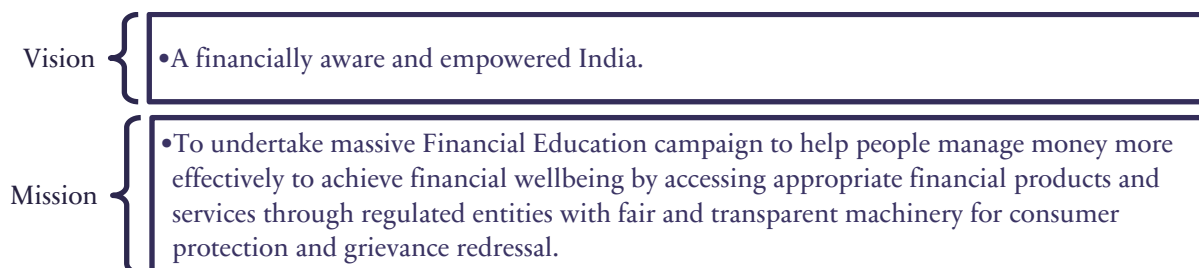 Vision
•A financially aware and empowered India.
Mission
•To undertake massive Financial Education campaign to help people manage money more
effectively to achieve financial wellbeing by accessing appropriate financial products and
services through regulated entities with fair and transparent machinery for consumer
protection and grievance redressal.